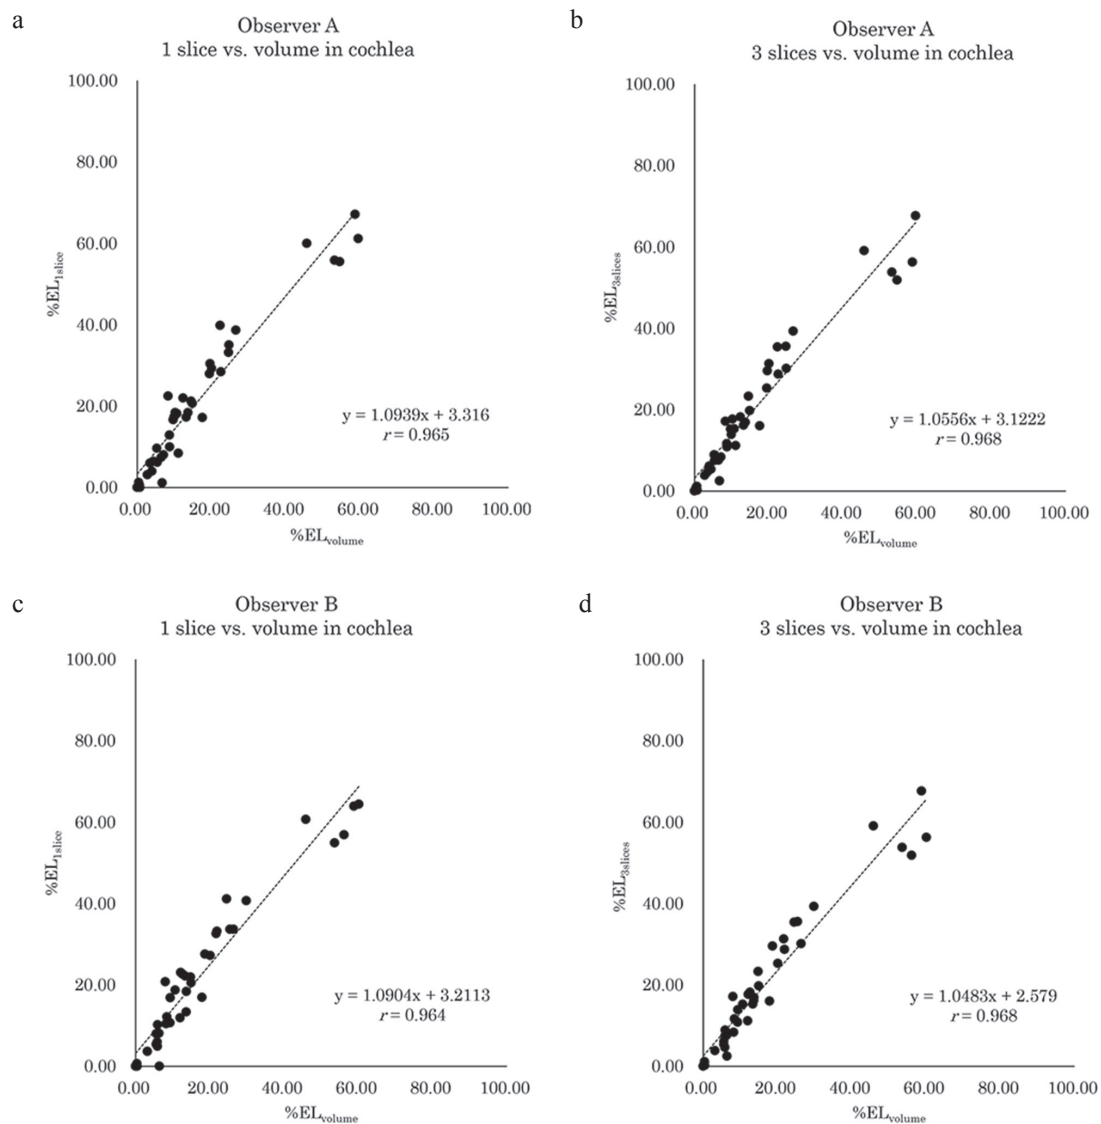 a
Observer A
1 slice vs. volume in cochlea
100.00
80.00
60.00
40.00
20.00
0.00
%EL1slice
y = 1.0939x + 3.316
r = 0.965
0.00 20.00 40.00 60.00 80.00 100.00
%ELvolume
b
Observer A
3 slices vs. volume in cochlea
100.00
80.00
60.00
40.00
20.00
0.00
%EL3slices
y = 1.0556x + 3.1222
r = 0.968
0.00 20.00 40.00 60.00 80.00 100.00
%ELvolume
c
Observer B
1 slice vs. volume in cochlea
100.00
80.00
60.00
40.00
20.00
0.00
%EL1slice
y = 1.0904x + 3.2113
r = 0.964
0.00 20.00 40.00 60.00 80.00 100.00
%ELvolume
d
Observer B
3 slices vs. volume in cochlea
100.00
80.00
60.00
40.00
20.00
0.00
%EL3slices
y = 1.0483x + 2.579
r = 0.968
0.00 20.00 40.00 60.00 80.00 100.00
%ELvolume